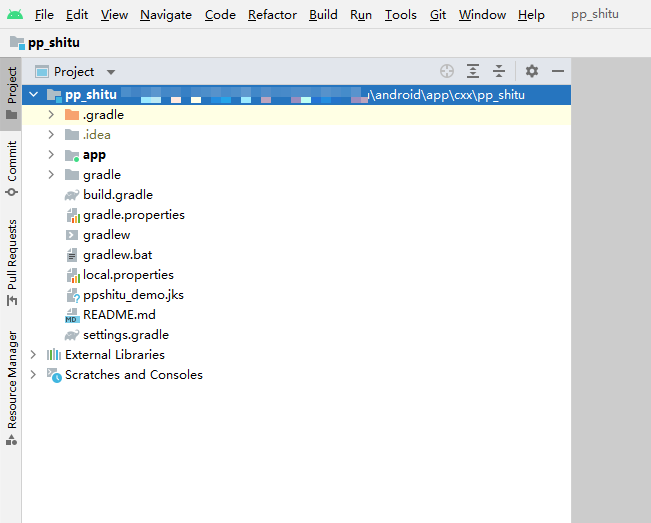 File Edit View Navigate Code Refactor Build Run Tools Git Window Help pp_shitu
pp_shitu
Project
pp_shitu \android\app\cxx\pp_shitu
.gradle
.idea
app
gradle
build.gradle
gradle.properties
gradlew
gradlew.bat
local.properties
ppshitu_demo.jks
README.md
settings.gradle
External Libraries
Scratches and Consoles
Project
Commit
Pull Requests
Resource Manager